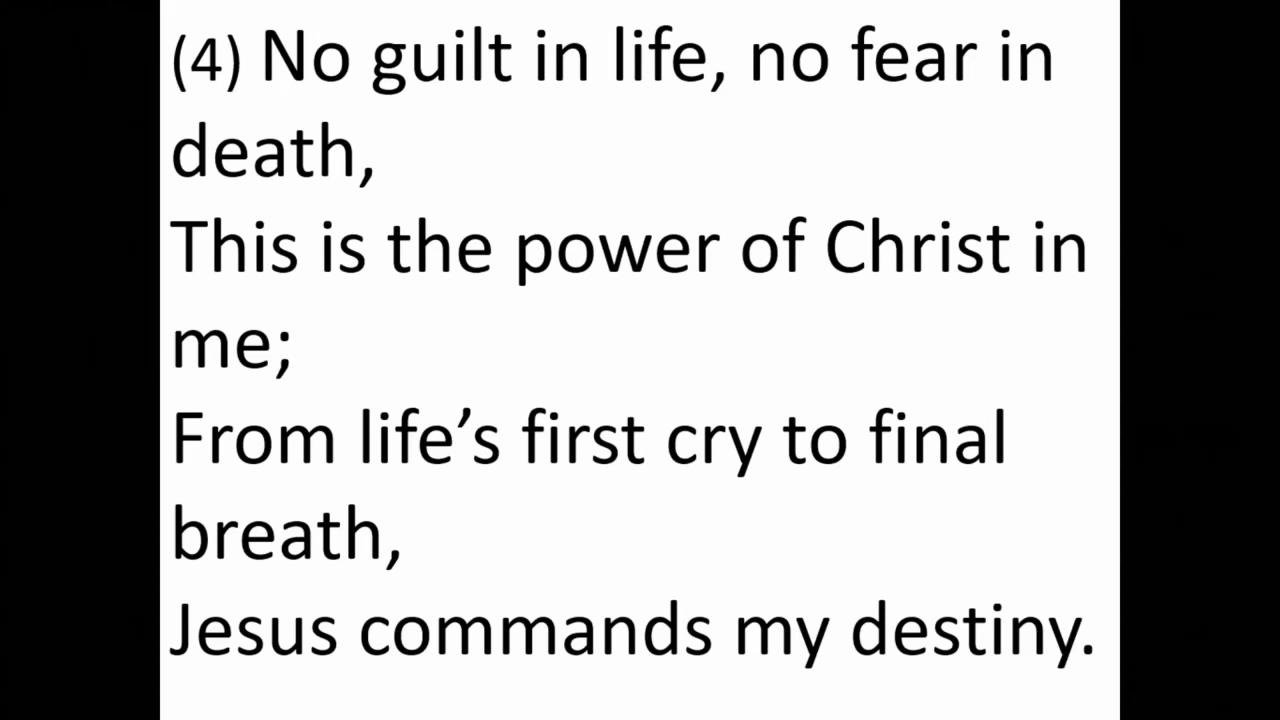 (4) No guilt in life, no fear in
death,
This is the power of Christ in
me;
From life’s first cry to final
breath,
Jesus commands my destiny.